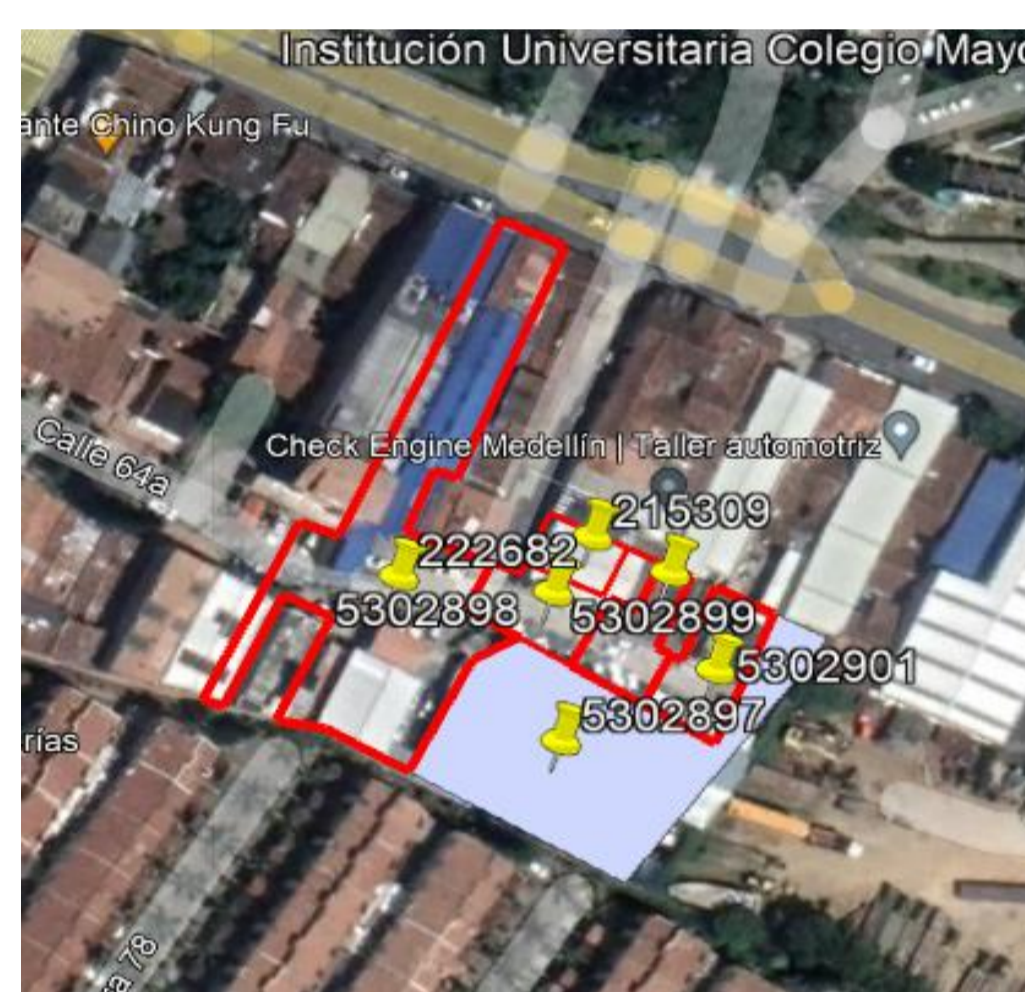 Institución Universitaria Colegio Mayo
ante Chino Kung Fu
Calle 64a
Check Engine Medellín | Taller automotriz
215309
222682
5302898
5302899
5302901
5302897
rías
a 78